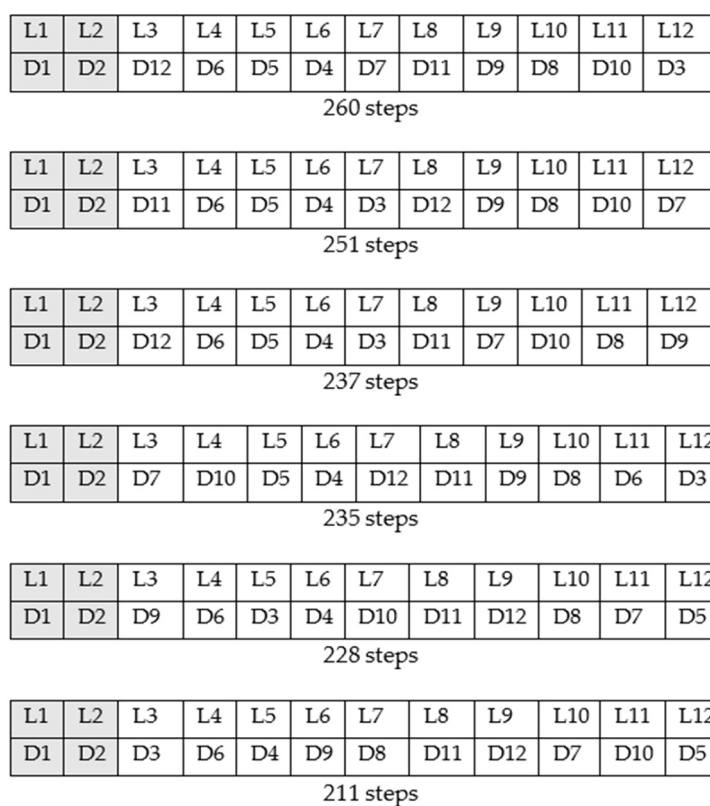 L1 L2 L3 L4 L5 L6 L7 L8 L9 L10 L11 L12
D1 D2 D12 D6 D5 D4 D7 D11 D9 D8 D10 D3
260 steps
L1 L2 L3 L4 L5 L6 L7 L8 L9 L10 L11 L12
D1 D2 D11 D6 D5 D4 D3 D12 D9 D8 D10 D7
251 steps
L1 L2 L3 L4 L5 L6 L7 L8 L9 L10 L11 L12
D1 D2 D12 D6 D5 D4 D3 D11 D7 D10 D8 D9
237 steps
L1 L2 L3 L4 L5 L6 L7 L8 L9 L10 L11 L12
D1 D2 D7 D10 D5 D4 D12 D11 D9 D8 D6 D3
235 steps
L1 L2 L3 L4 L5 L6 L7 L8 L9 L10 L11 L12
D1 D2 D9 D6 D3 D4 D10 D11 D12 D8 D7 D5
228 steps
L1 L2 L3 L4 L5 L6 L7 L8 L9 L10 L11 L12
D1 D2 D3 D6 D4 D9 D8 D11 D12 D7 D10 D5
211 steps